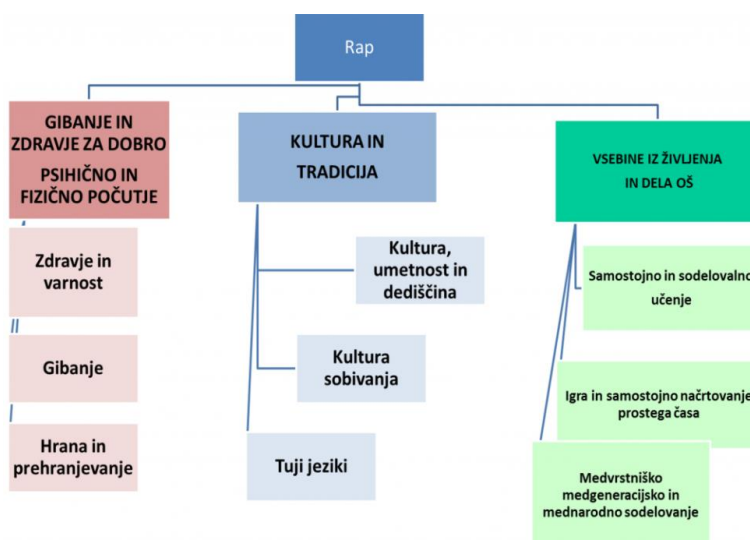 Rap
GIBANJE IN
ZDRAVJE ZA DOBRO
PSIHIČNO IN
FIZIČNO POČUTJE
Zdravje in
varnost
Gibanje
Hrana in
prehranjevanje
KULTURA IN
TRADICIJA
Kultura,
umetnost in
dediščina
Kultura
sobivanja
Tuji jeziki
VSEBINE IZ ŽIVLJENJA
IN DELA OŠ
Samostojno in sodelovalno
učenje
Igra in samostojno načrtovanje
prostega časa
Medvrstniško
medgeneracijsko in
mednarodno sodelovanje